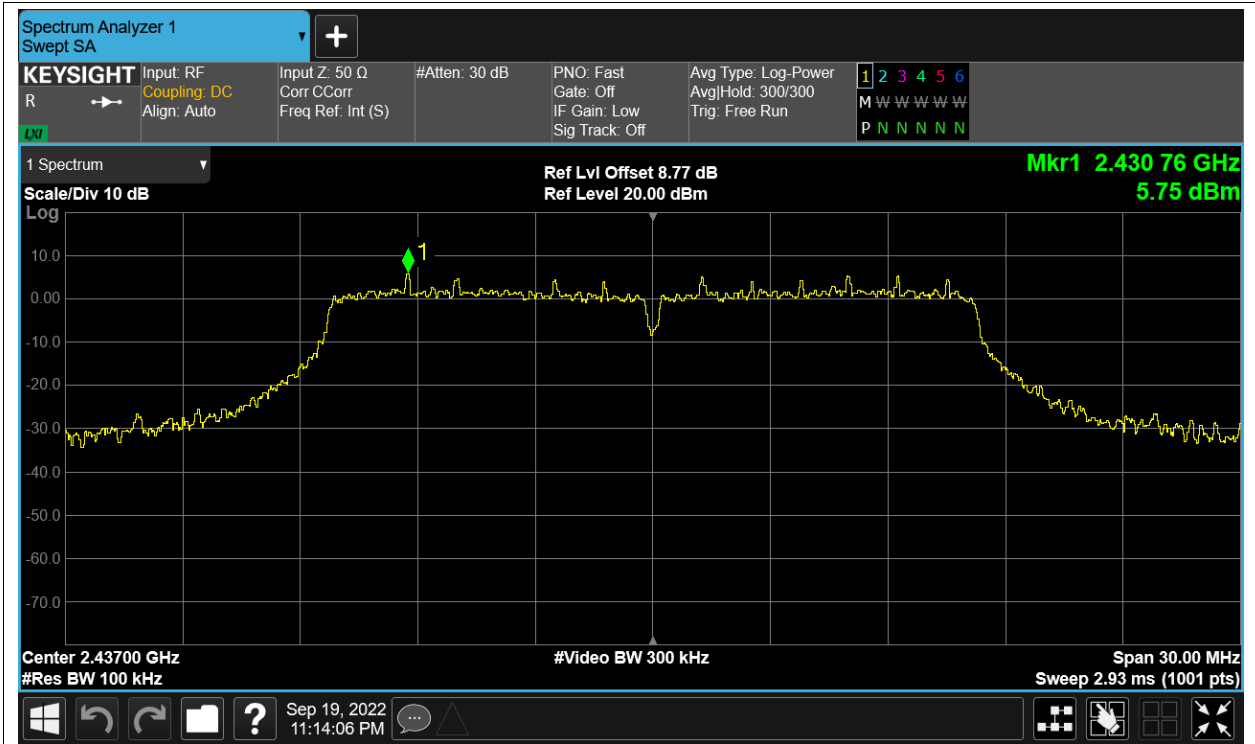 Spectrum Analyzer 1
Swept SA
KEYSIGHT
R
LXI
Input: RF
Coupling: DC
Align: Auto
Input Z: 50 Ω
Corr CCorr
Freq Ref: Int (S)
#Atten: 30 dB
PNO: Fast
Gate: Off
IF Gain: Low
Sig Track: Off
Avg Type: Log-Power
Avg|Hold: 300/300
Trig: Free Run
1 2 3 4 5 6
M W W W W W
P N N N N N
1 Spectrum
Scale/Div 10 dB
Log
Ref Lvl Offset 8.77 dB
Ref Level 20.00 dBm
Mkr1 2.430 76 GHz
5.75 dBm
1
10.0
0.00
-10.0
-20.0
-30.0
-40.0
-50.0
-60.0
-70.0
Center 2.43700 GHz
#Res BW 100 kHz
#Video BW 300 kHz
Span 30.00 MHz
Sweep 2.93 ms (1001 pts)
?
Sep 19, 2022
11:14:06 PM